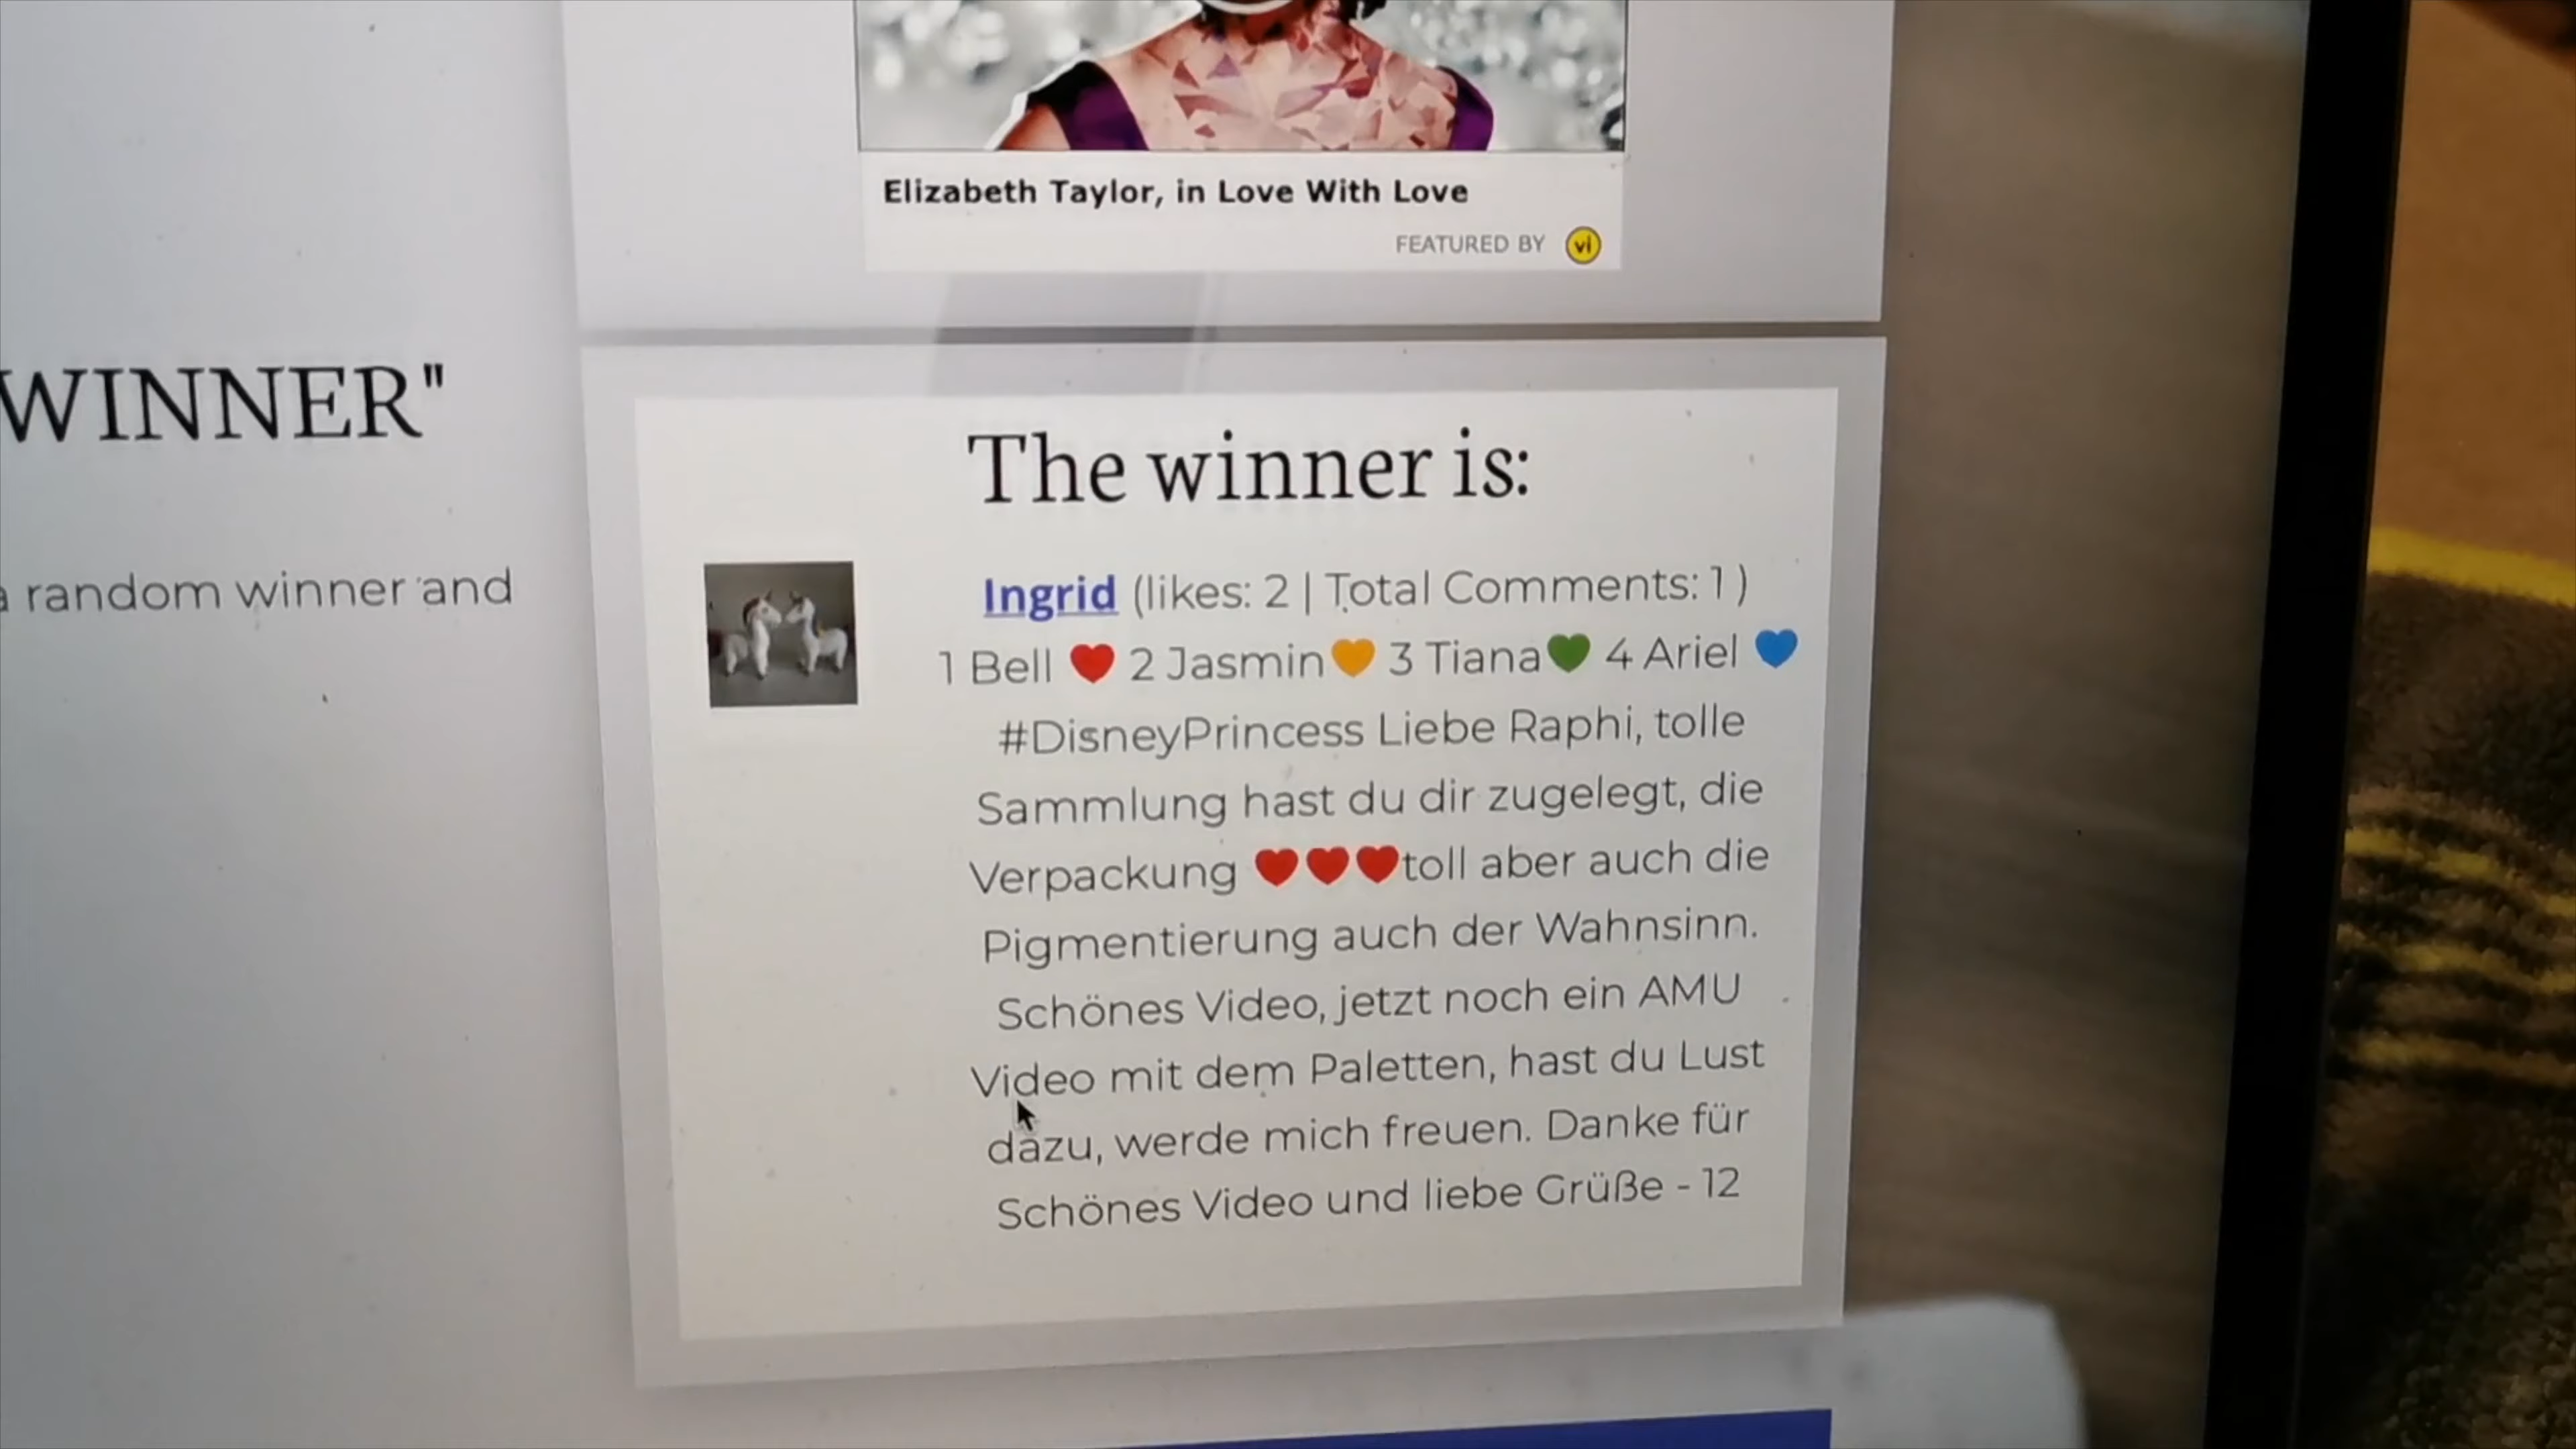 Elizabeth Taylor, in Love With Love
FEATURED BY vi
WINNER"
random winner and
The winner is:
Ingrid (likes: 2 | Total Comments: 1 )
1 Bell ❤️ 2 Jasmin🧡 3 Tiana💚 4 Ariel 💙
#DisneyPrincess Liebe Raphi, tolle
Sammlung hast du dir zugelegt, die
Verpackung ❤️❤️❤️toll aber auch die
Pigmentierung auch der Wahnsinn.
Schönes Video, jetzt noch ein AMU
Video mit dem Paletten, hast du Lust
dazu, werde mich freuen. Danke für
Schönes Video und liebe Grüße - 12